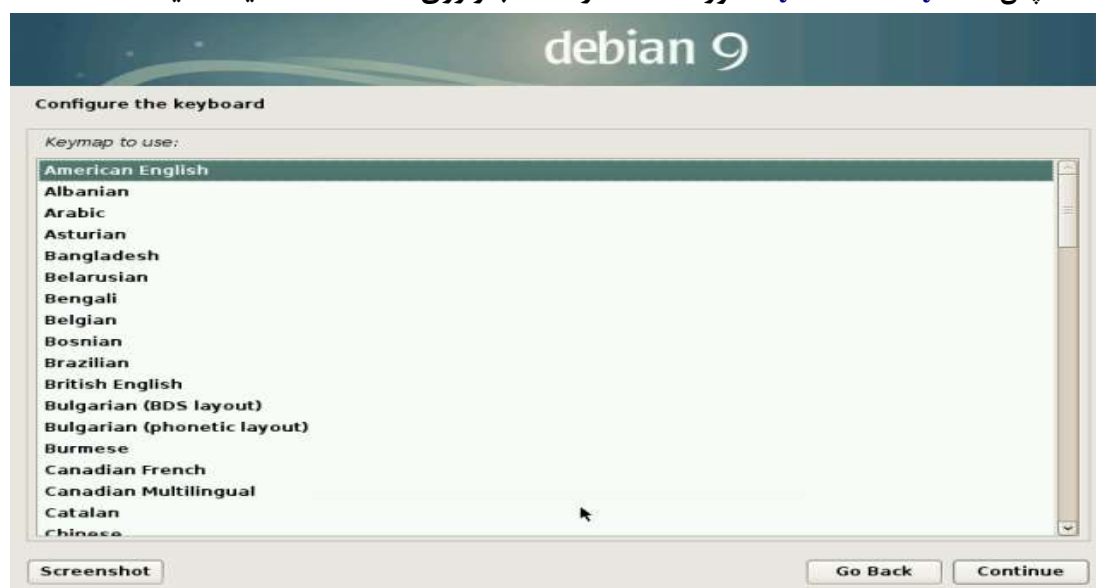 debian 9
Configure the keyboard
Keymap to use:
American English
Albanian
Arabic
Asturian
Bangladesh
Belarusian
Bengali
Belgian
Bosnian
Brazilian
British English
Bulgarian (BDS layout)
Bulgarian (phonetic layout)
Burmese
Canadian French
Canadian Multilingual
Catalan
Chinese
Screenshot
Go Back
Continue